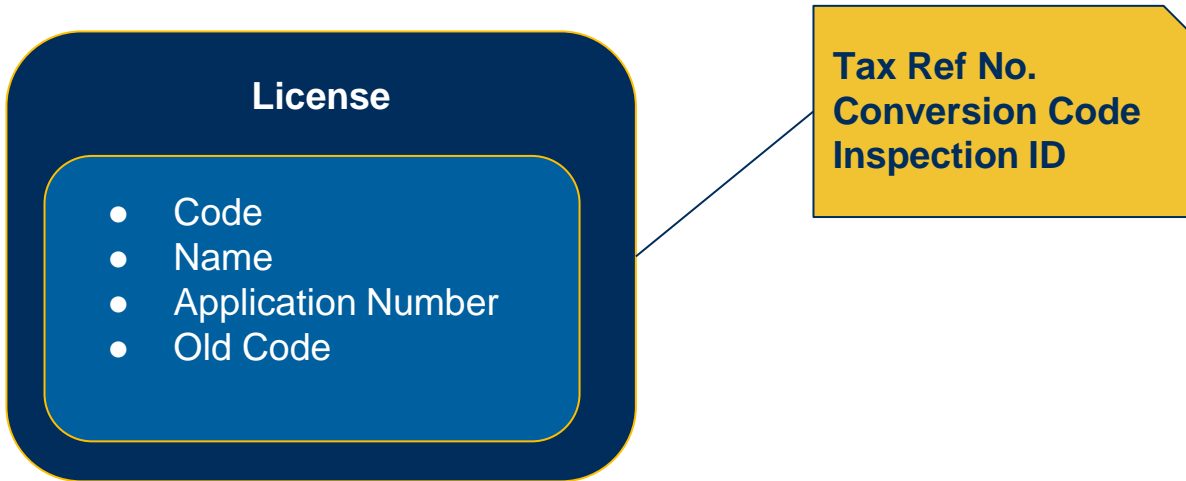 License
● Code
● Name
● Application Number
● Old Code
Tax Ref No.
Conversion Code
Inspection ID